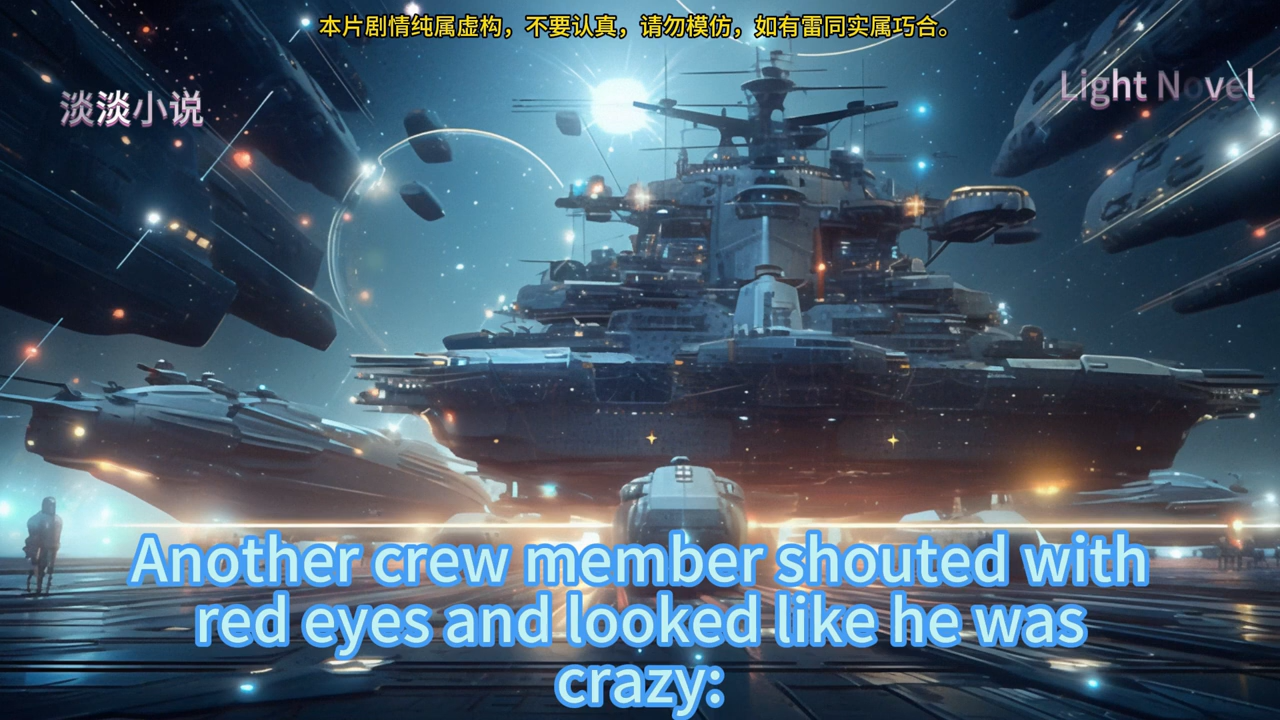 本片剧情纯属虚构，不要认真，请勿模仿，如有雷同实属巧合。
淡淡小说
Light Novel
Another crew member shouted with
red eyes and looked like he was
crazy: